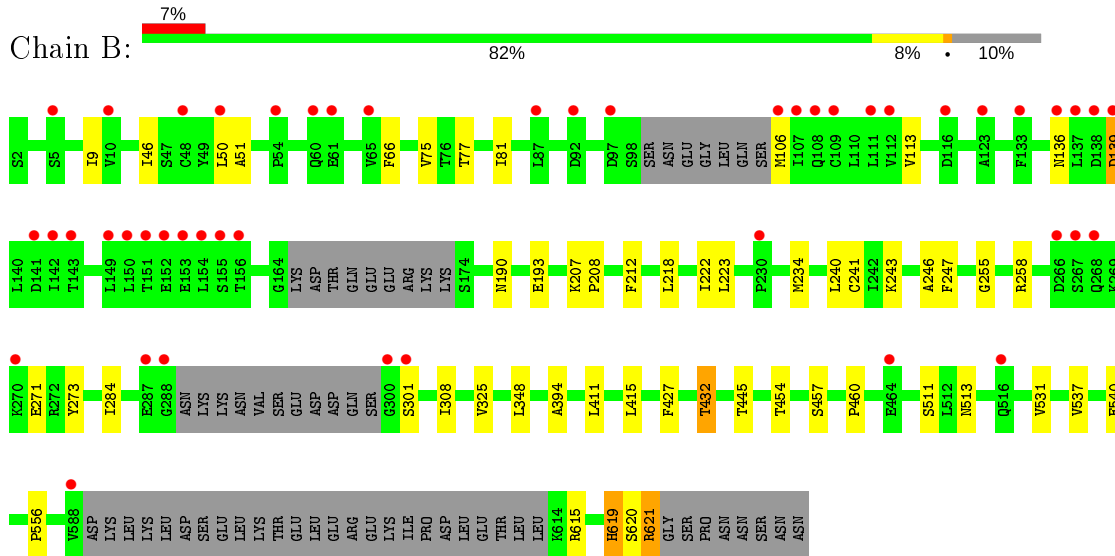 7%
Chain B:
82% 8% • 10%
S2 S5 I9 V10 I46 S47 C48 Y49 L50 A51 P54 Q60 E61 V65 F66 V75 T76 T77 I81 L87 D92 D97 S98 SER ASN GLU GLY LEU GLN SER M106 I107 Q108 C109 L110 L111 V112 V113 D116 A123 F133 N136 L137 D138 D139
L140 D141 I142 T143 L149 L150 T151 E152 E153 L154 S155 T156 G164 LYS ASP THR GLN GLU GLU ARG LYS LYS S174 N190 E193 K207 P208 F212 L218 I222 L223 P230 M234 L240 C241 I242 K243 A246 F247 G255 R258 D266 S267 Q268 K269
K270 E271 R272 Y273 I284 E287 G288 ASN LYS LYS ASN VAL SER GLU ASP ASP GLN SER G300 S301 I308 V325 L348 A394 L411 L415 F427 T432 T445 T454 S457 P460 E464 S511 L512 N513 Q516 V531 V537
P556 V588 ASP LYS LEU LYS LEU ASP SER GLU LEU LYS THR GLU LEU GLU ARG GLU LYS ILE PRO ASP LEU GLU THR LEU LEU K614 R615 H619 S620 R621 GLY SER PRO ASN ASN SER ASN ASN